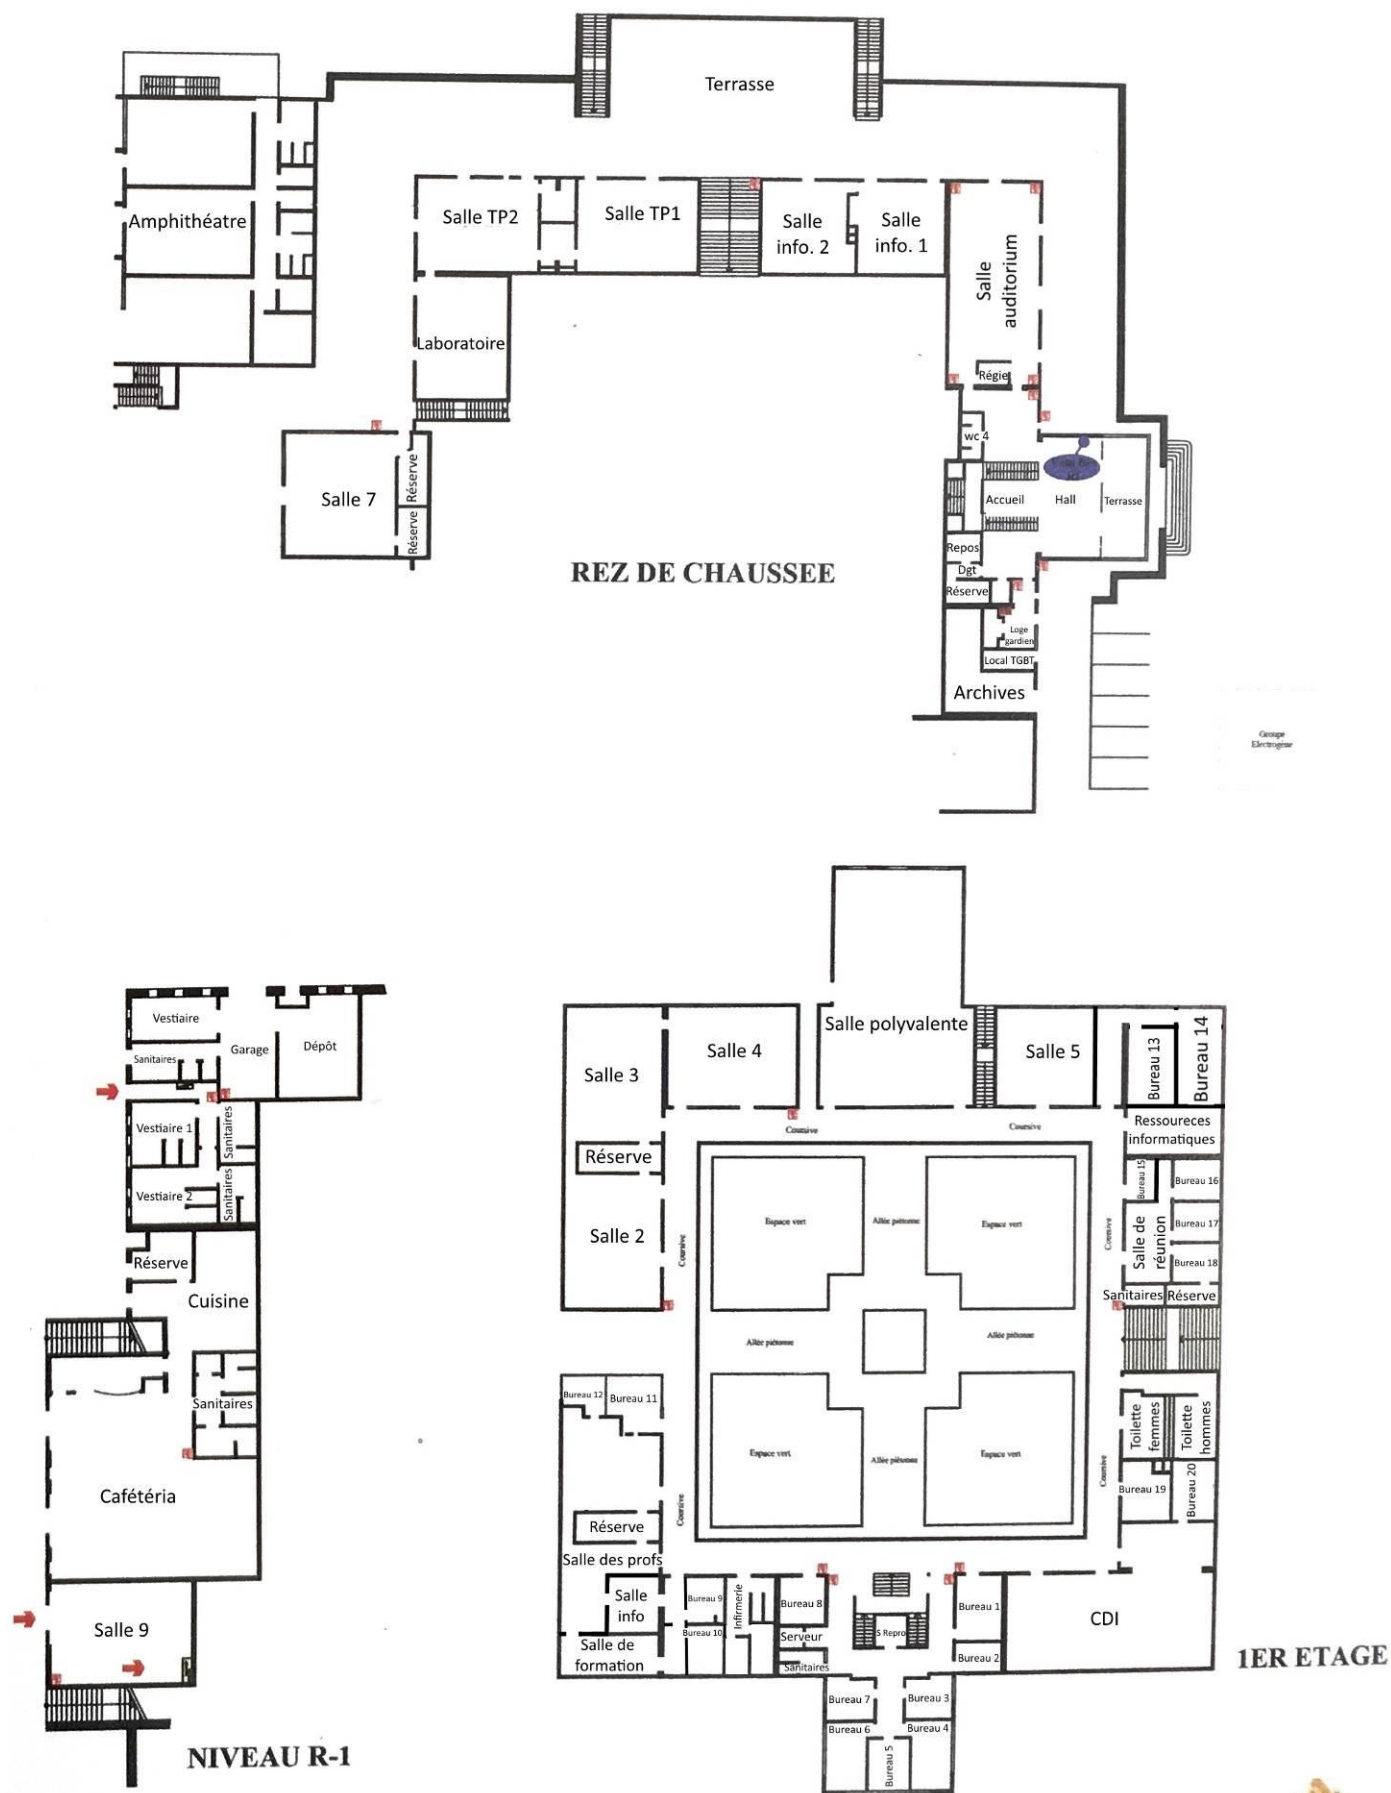 Terrasse
Amphithéatre
Salle TP2
Salle TP1
Salle
info. 2
Salle
info. 1
Salle
auditorium
Laboratoire
Régie
wc 4
Salle 7
Réserve
Réserve
Accueil
Hall
Terrasse
Repos
Dgt
Réserve
REZ DE CHAUSSEE
Loge
gardien
Local TGBT
Archives
Groupe
Electrogéne
Vestiaire
Sanitaires
Garage
Dépôt
Vestiaire 1
Sanitaires
Vestiaire 2
Sanitaires
Réserve
Cuisine
Sanitaires
Cafétéria
Salle 9
NIVEAU R-1
Salle polyvalente
Salle 3
Salle 4
Salle 5
Bureau 13
Bureau 14
Coursive
Coursive
Ressoureces
informatiques
Réserve
Salle 2
Coursive
Espace vert
Allée piétonne
Espace vert
Coursive
Bureau 15
Bureau 16
Salle de
réunion
Bureau 17
Bureau 18
Sanitaires
Réserve
Allée piétonne
Allée piétonne
Bureau 12
Bureau 11
Toilette
femmes
Toilette
hommes
Espace vert
Allée piétonne
Espace vert
Coursive
Coursive
Bureau 19
Bureau 20
Réserve
Salle des profs
Salle
info
Salle de
formation
Bureau 9
Bureau 10
Infirmerie
Bureau 8
Serveur
Sanitaires
S Repro
Bureau 1
Bureau 2
CDI
Bureau 7
Bureau 3
Bureau 6
Bureau 4
Bureau 5
1ER ETAGE